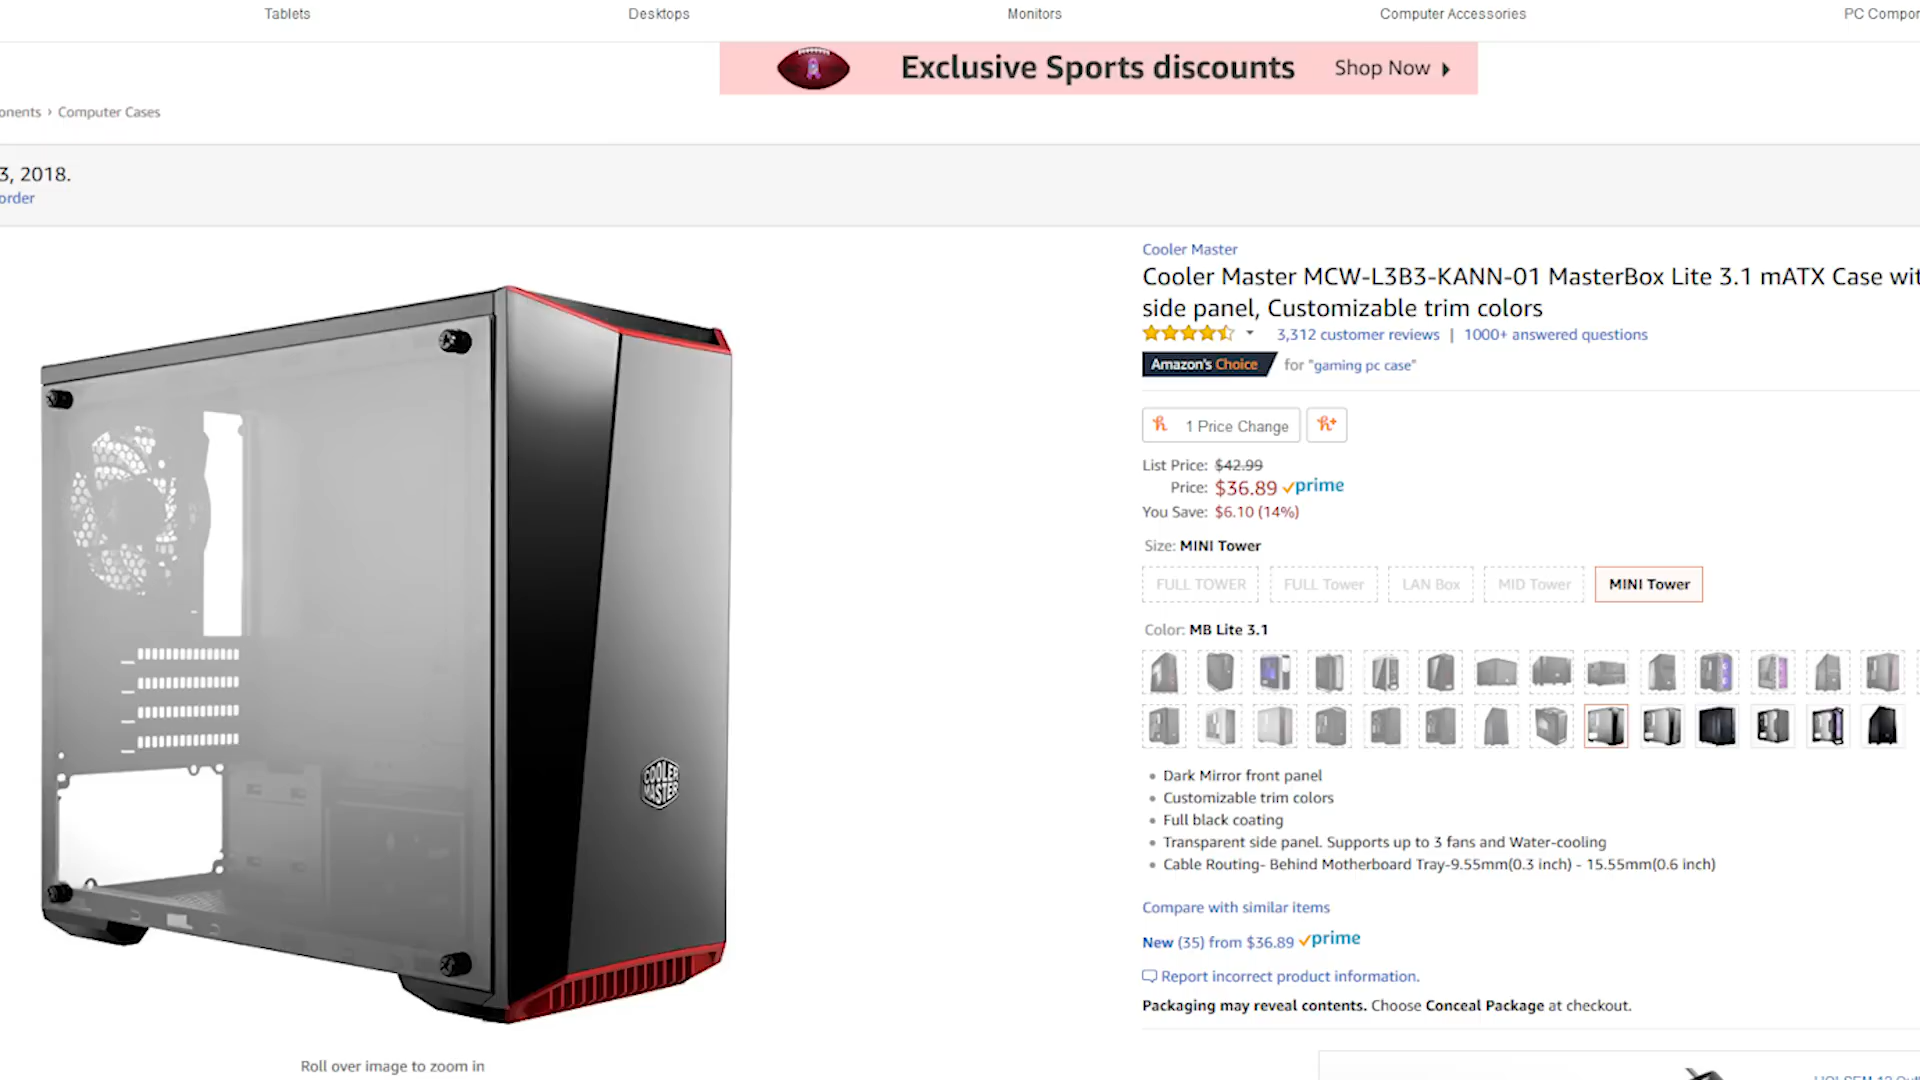 Tablets
Desktops
Monitors
Computer Accessories
PC Compor
Exclusive Sports discounts
Shop Now
onents › Computer Cases
3, 2018.
order
Cooler Master
Cooler Master MCW-L3B3-KANN-01 MasterBox Lite 3.1 mATX Case wit
side panel, Customizable trim colors
3,312 customer reviews | 1000+ answered questions
Amazon's Choice for "gaming pc case"
1 Price Change
List Price: $42.99
Price: $36.89 prime
You Save: $6.10 (14%)
Size: MINI Tower
FULL TOWER
FULL Tower
LAN Box
MID Tower
MINI Tower
Color: MB Lite 3.1
COOLER
MASTER
Dark Mirror front panel
Customizable trim colors
Full black coating
Transparent side panel. Supports up to 3 fans and Water-cooling
Cable Routing- Behind Motherboard Tray-9.55mm(0.3 inch) - 15.55mm(0.6 inch)
Compare with similar items
New (35) from $36.89 prime
Report incorrect product information.
Packaging may reveal contents. Choose Conceal Package at checkout.
Roll over image to zoom in